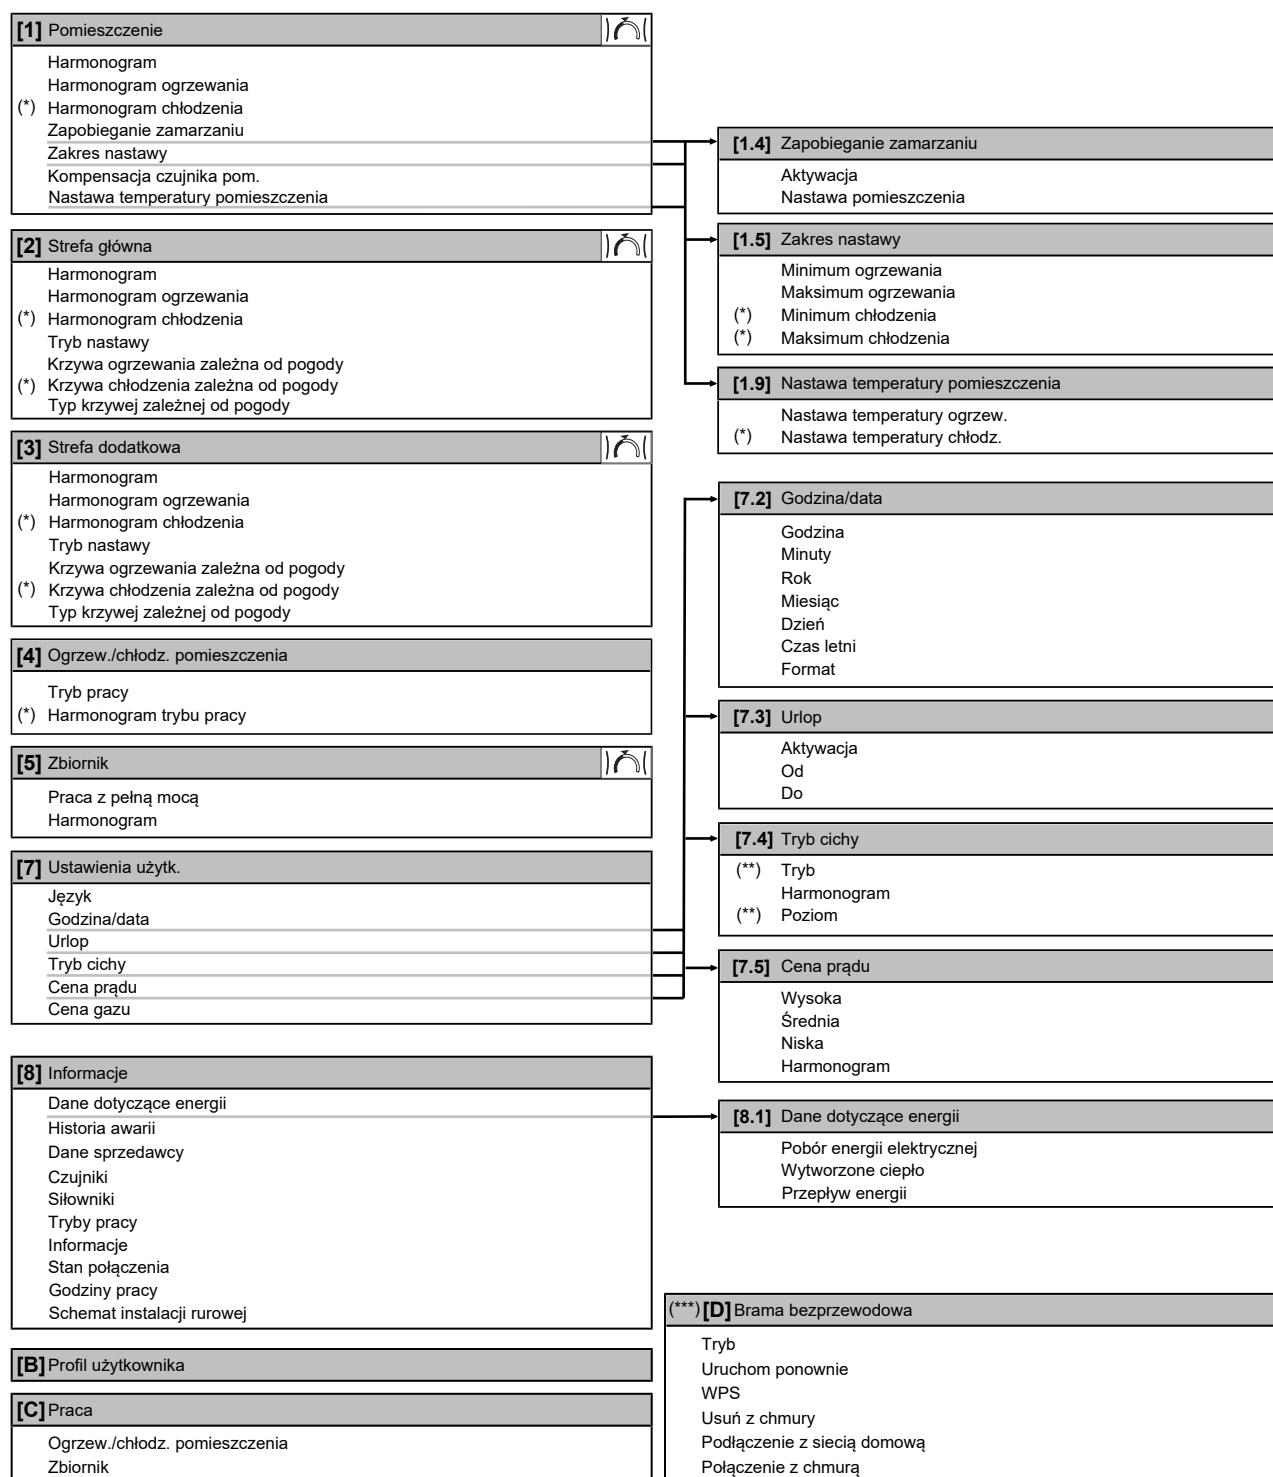 [1] Pomieszczenie
Harmonogram
Harmonogram ogrzewania
(*) Harmonogram chłodzenia
Zapobieganie zamarzaniu
Zakres nastawy
Kompensacja czujnika pom.
Nastawa temperatury pomieszczenia
[2] Strefa główna
Harmonogram
Harmonogram ogrzewania
(*) Harmonogram chłodzenia
Tryb nastawy
Krzywa ogrzewania zależna od pogody
(*) Krzywa chłodzenia zależna od pogody
Typ krzywej zależnej od pogody
[3] Strefa dodatkowa
Harmonogram
Harmonogram ogrzewania
(*) Harmonogram chłodzenia
Tryb nastawy
Krzywa ogrzewania zależna od pogody
(*) Krzywa chłodzenia zależna od pogody
Typ krzywej zależnej od pogody
[4] Ogrzew./chłodz. pomieszczenia
Tryb pracy
(*) Harmonogram trybu pracy
[5] Zbiornik
Praca z pełną mocą
Harmonogram
[7] Ustawienia użytk.
Język
Godzina/data
Urlop
Tryb cichy
Cena prądu
Cena gazu
[8] Informacje
Dane dotyczące energii
Historia awarii
Dane sprzedawcy
Czujniki
Siłowniki
Tryby pracy
Informacje
Stan połączenia
Godziny pracy
Schemat instalacji rurowej
[B] Profil użytkownika
[C] Praca
Ogrzew./chłodz. pomieszczenia
Zbiornik
[1.4] Zapobieganie zamarzaniu
Aktywacja
Nastawa pomieszczenia
[1.5] Zakres nastawy
Minimum ogrzewania
Maksimum ogrzewania
(*) Minimum chłodzenia
(*) Maksimum chłodzenia
[1.9] Nastawa temperatury pomieszczenia
Nastawa temperatury ogrzew.
(*) Nastawa temperatury chłodz.
[7.2] Godzina/data
Godzina
Minuty
Rok
Miesiąc
Dzień
Czas letni
Format
[7.3] Urlop
Aktywacja
Od
Do
[7.4] Tryb cichy
(**) Tryb
Harmonogram
(**) Poziom
[7.5] Cena prądu
Wysoka
Średnia
Niska
Harmonogram
[8.1] Dane dotyczące energii
Pobór energii elektrycznej
Wytworzone ciepło
Przepływ energii
(***) [D] Brama bezprzewodowa
Tryb
Uruchom ponownie
WPS
Usuń z chmury
Podłączenie z siecią domową
Połączenie z chmurą